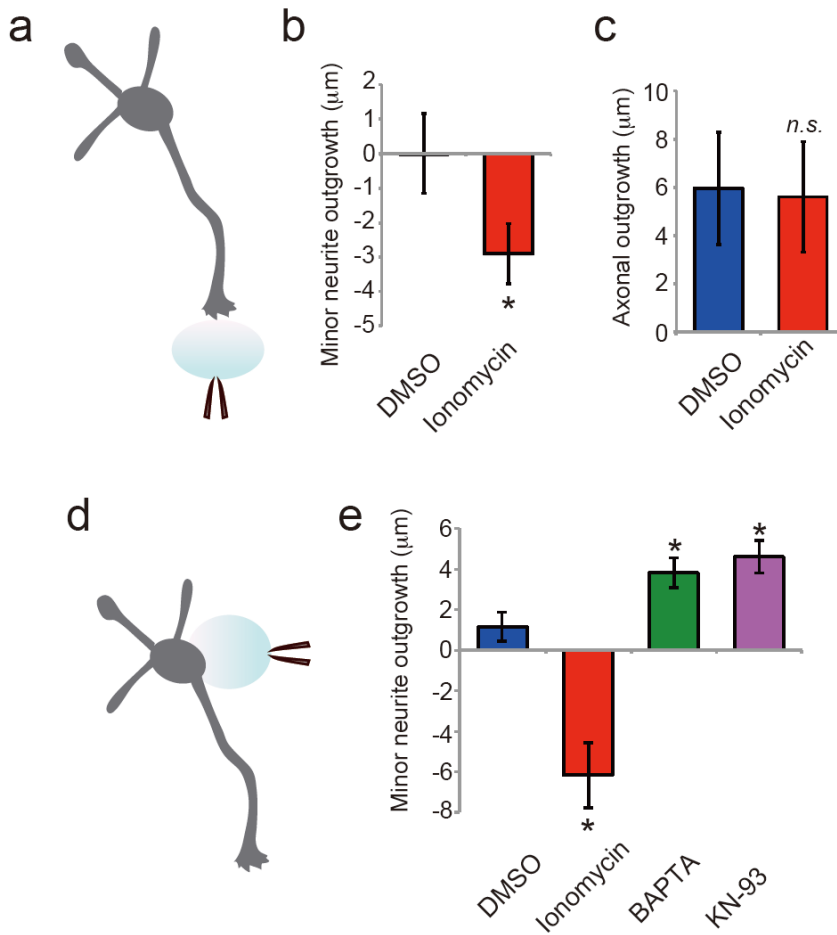 a
b
Minor neurite outgrowth (μm)
2
1
0
-1
-2
-3
-4
-5
*
DMSO
Ionomycin
c
Axonal outgrowth (μm)
10
8
6
4
2
0
n.s.
DMSO
Ionomycin
d
e
Minor neurite outgrowth (μm)
6
4
2
0
-2
-4
-6
-8
*
*
*
DMSO
Ionomycin
BAPTA
KN-93